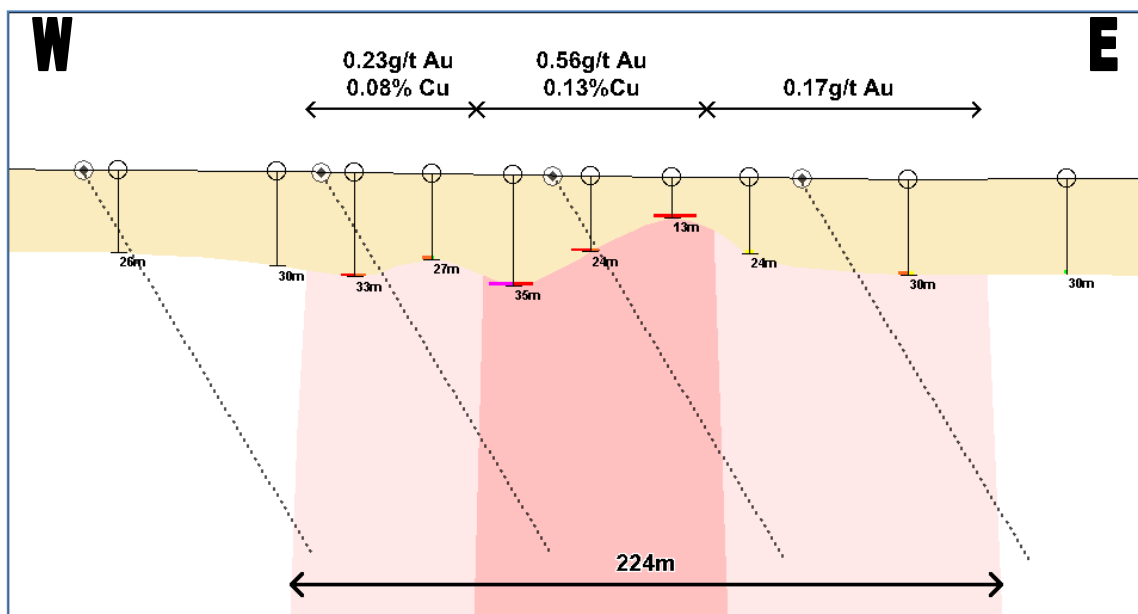 W
E
0.23g/t Au
0.08% Cu
0.56g/t Au
0.13%Cu
0.17g/t Au
26m
30m
33m
27m
35m
24m
13m
24m
30m
30m
224m